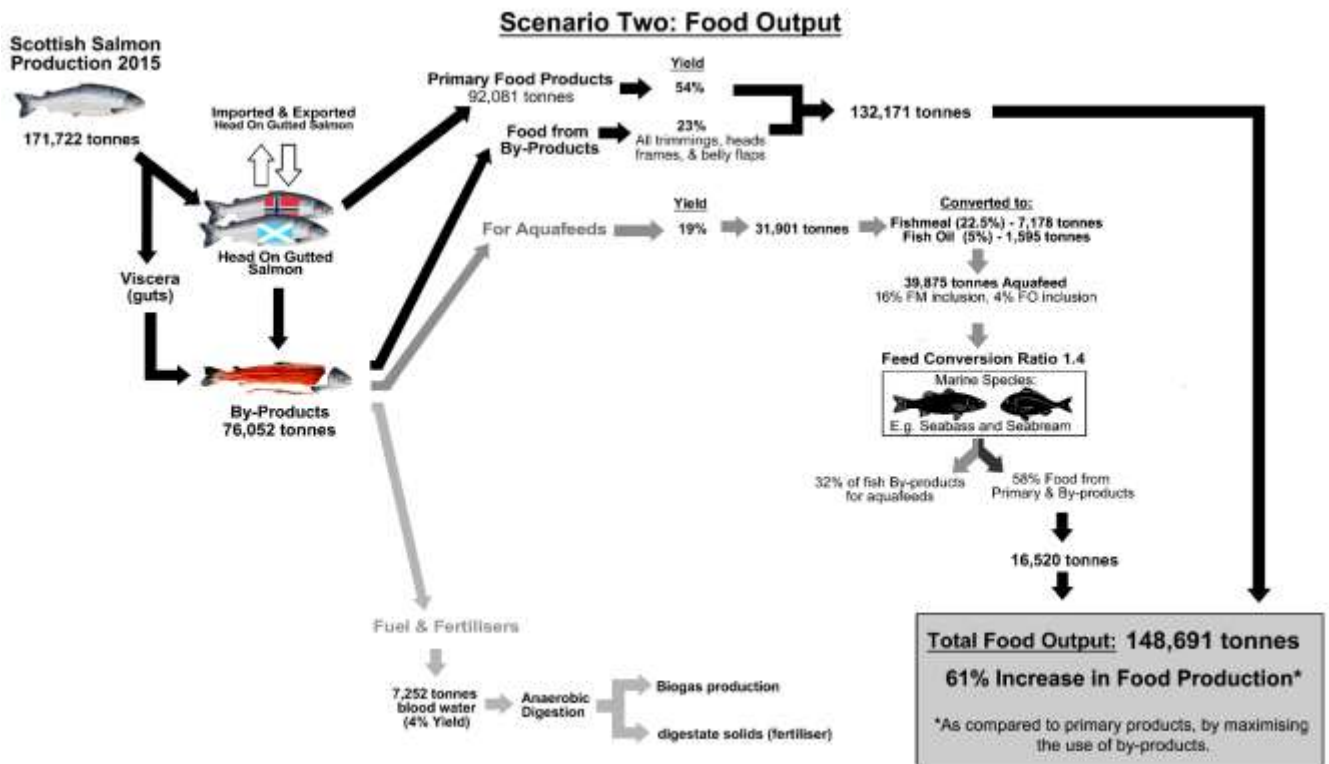 Scenario Two: Food Output
Scottish Salmon
Production 2015
171,722 tonnes
Imported & Exported
Head On Gutted Salmon
Head On Gutted
Salmon
Viscera
(guts)
By-Products
76,052 tonnes
Primary Food Products
92,081 tonnes
Yield
54%
Food from
By-Products
23%
All trimmings, heads
frames, & belly flaps
132,171 tonnes
For Aquafeeds
Yield
19%
31,901 tonnes
Converted to:
Fishmeal (22.5%) - 7,178 tonnes
Fish Oil (5%) - 1,595 tonnes
39,875 tonnes Aquafeed
16% FM inclusion, 4% FO inclusion
Feed Conversion Ratio 1.4
Marine Species:
E.g. Seabass and Seabream
32% of fish By-products
for aquafeeds
58% Food from
Primary & By-products
16,520 tonnes
Fuel & Fertilisers
7,252 tonnes
blood water
(4% Yield)
Anaerobic
Digestion
Biogas production
digestate solids (fertiliser)
Total Food Output: 148,691 tonnes
61% Increase in Food Production*
*As compared to primary products, by maximising
the use of by-products.